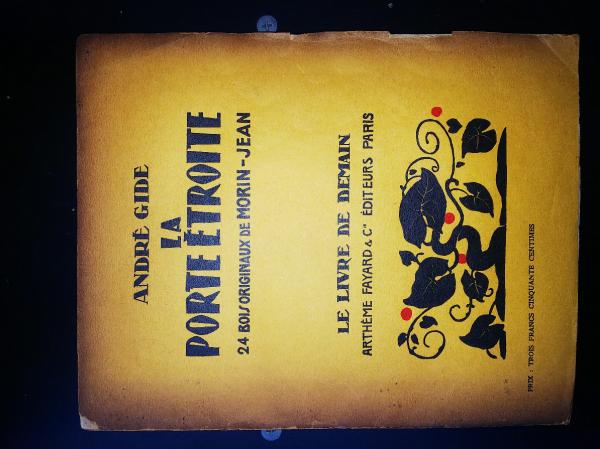 ANDRÉ GIDE
LA
PORTE ÉTROITE
24 BOIS ORIGINAUX DE MORIN-JEAN
LE LIVRE DE DEMAIN
ARTHÈME FAYARD & Cie ÉDITEURS PARIS
PRIX : TROIS FRANCS CINQUANTE CENTIMES